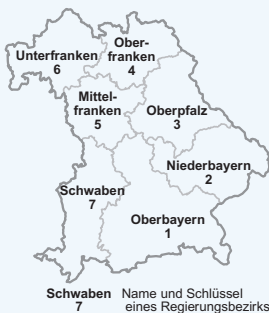 Ober-
franken
4
Unterfranken
6
Mittel-
franken
5
Oberpfalz
3
Niederbayern
2
Schwaben
7
Oberbayern
1
Schwaben Name und Schlüssel
7 eines Regierungsbezirks